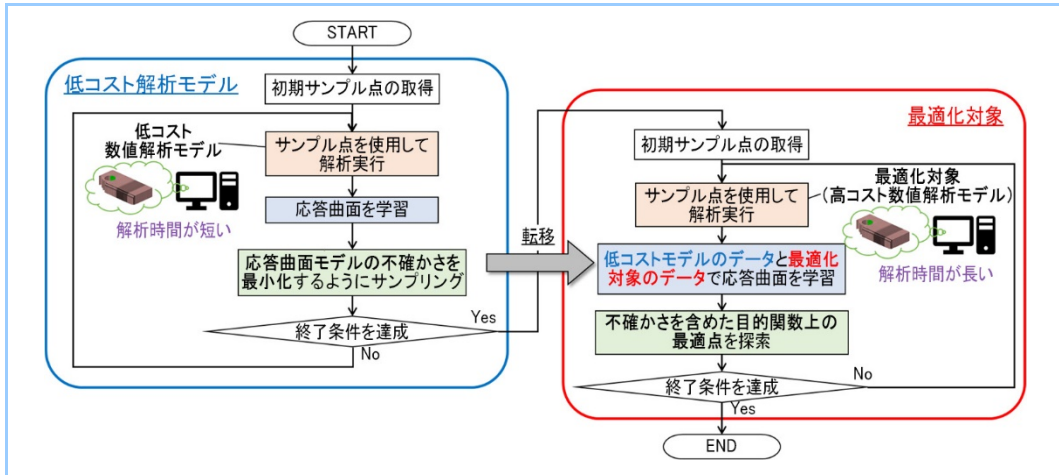 START
低コスト解析モデル
初期サンプル点の取得
低コスト
数値解析モデル
サンプル点を使用して
解析実行
解析時間が短い
応答曲面を学習
応答曲面モデルの不確かさを
最小化するようにサンプリング
終了条件を達成
Yes
No
転移
最適化対象
初期サンプル点の取得
サンプル点を使用して
解析実行
最適化対象
(高コスト数値解析モデル)
解析時間が長い
低コストモデルのデータと最適化
対象のデータで応答曲面を学習
不確かさを含めた目的関数上の
最適点を探索
終了条件を達成
No
Yes
END